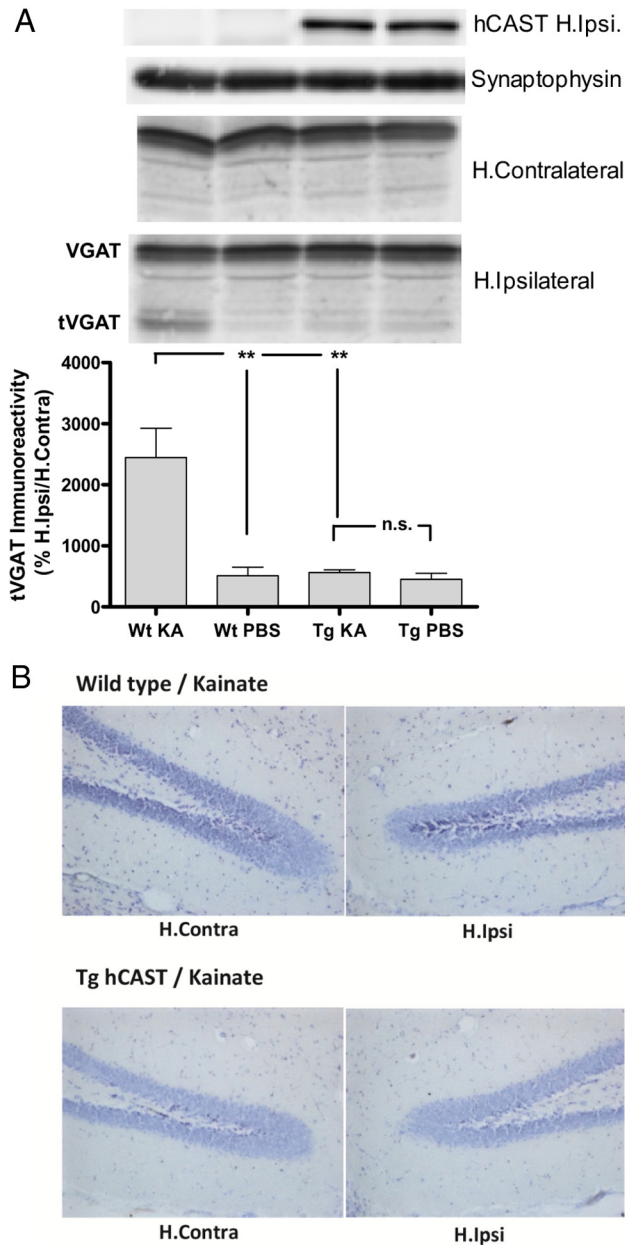 A
hCAST H.Ipsi.
Synaptophysin
H.Contralateral
VGAT
H.Ipsilateral
tVGAT
tVGAT Immunoreactivity
(% H.Ipsi/H.Contra)
4000
3000
2000
1000
0
** **
n.s.
Wt KA Wt PBS Tg KA Tg PBS
B
Wild type / Kainate
H.Contra H.Ipsi
Tg hCAST / Kainate
H.Contra H.Ipsi